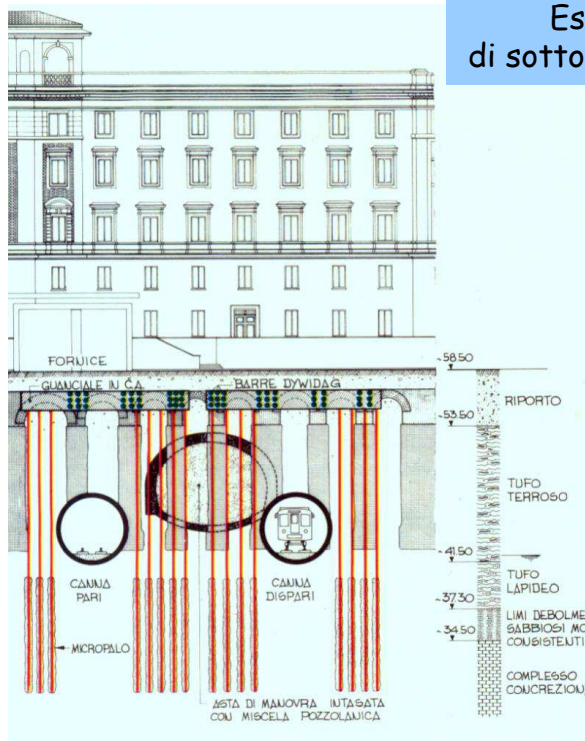 Es
di sotto
FORNICE
GUANCIALE IN C.A.
BARRE DYWIDAG
58.50
RIPORTO
53.50
TUFO
TERROSO
41.50
CANNA
PARI
CANNA
DISPARI
TUFO
LAPIDEO
37.30
LIMI DEBOLME
SABBIOSI MO
CONSISTENTI
34.50
MICROPALO
COMPLESSO
CONCREZION
ASTA DI MANOVRA INTASATA
CON MISCELA POZZOLANICA